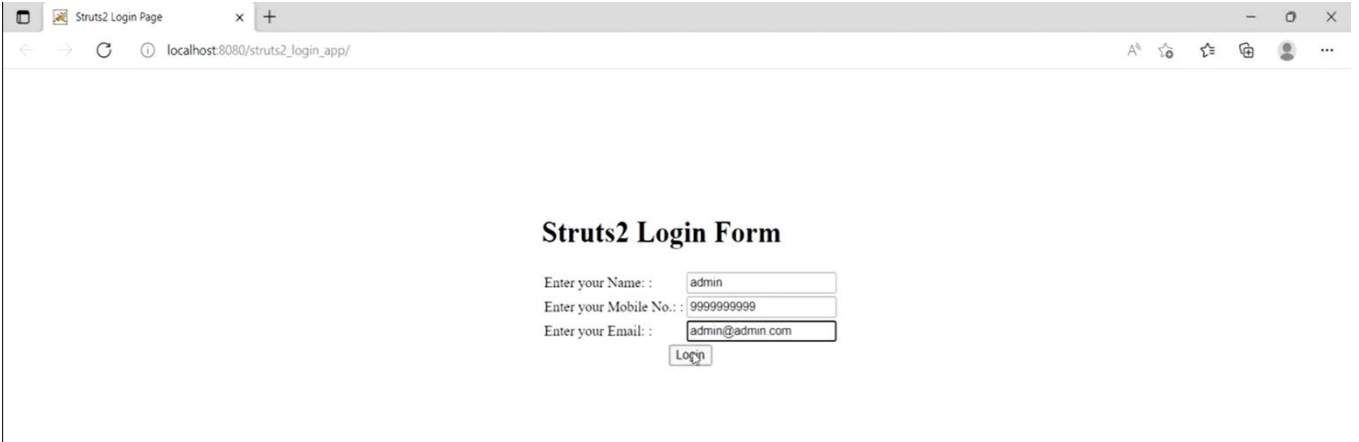 Struts2 Login Page
localhost:8080/struts2_login_app/
Struts2 Login Form
Enter your Name: : admin
Enter your Mobile No.: : 9999999999
Enter your Email: : admin@admin.com
Login